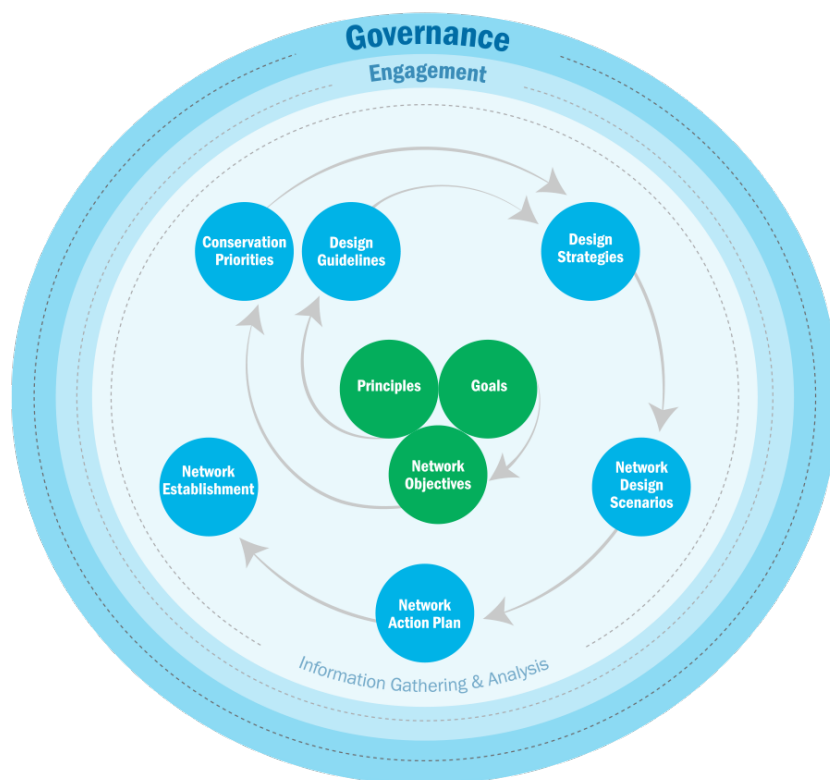 Governance
Engagement
Conservation
Priorities
Design
Guidelines
Design
Strategies
Principles
Goals
Network
Objectives
Network
Establishment
Network
Design
Scenarios
Network
Action Plan
Information Gathering & Analysis